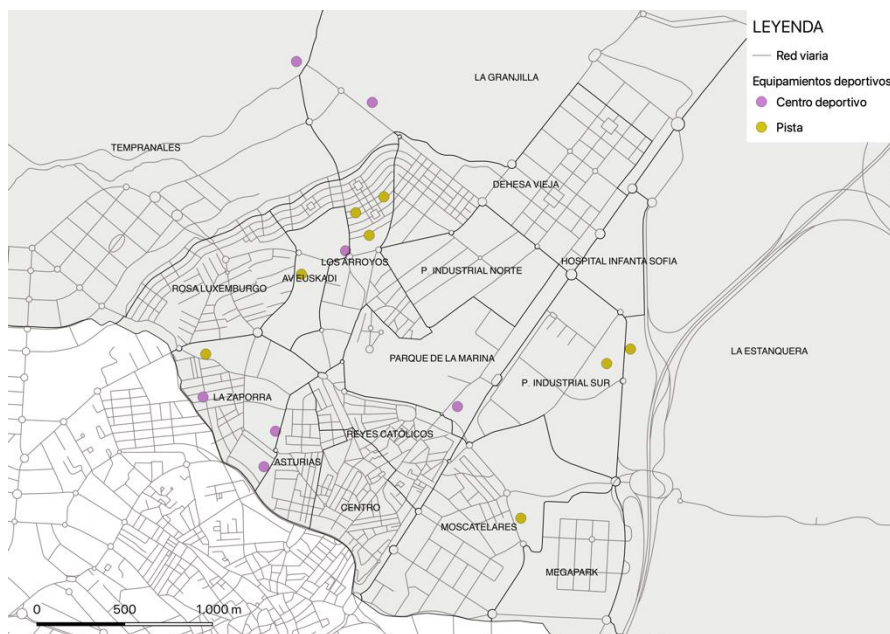 LEYENDA
Red viaria
Equipamientos deportivos
Centro deportivo
Pista
LA GRANJILLA
TEMPRANALES
DEHESA VIEJA
LOS ARROYOS
HOSPITAL INFANTA SOFIA
P. INDUSTRIAL NORTE
AV EUSKADI
ROSA LUXEMBURGO
LA ESTANQUERA
PARQUE DE LA MARINA
P. INDUSTRIAL SUR
LA ZAPORRA
REYES CATOLICOS
ASTURIAS
CENTRO
MOSCATELARES
MEGAPARK
0 500 1.000 m